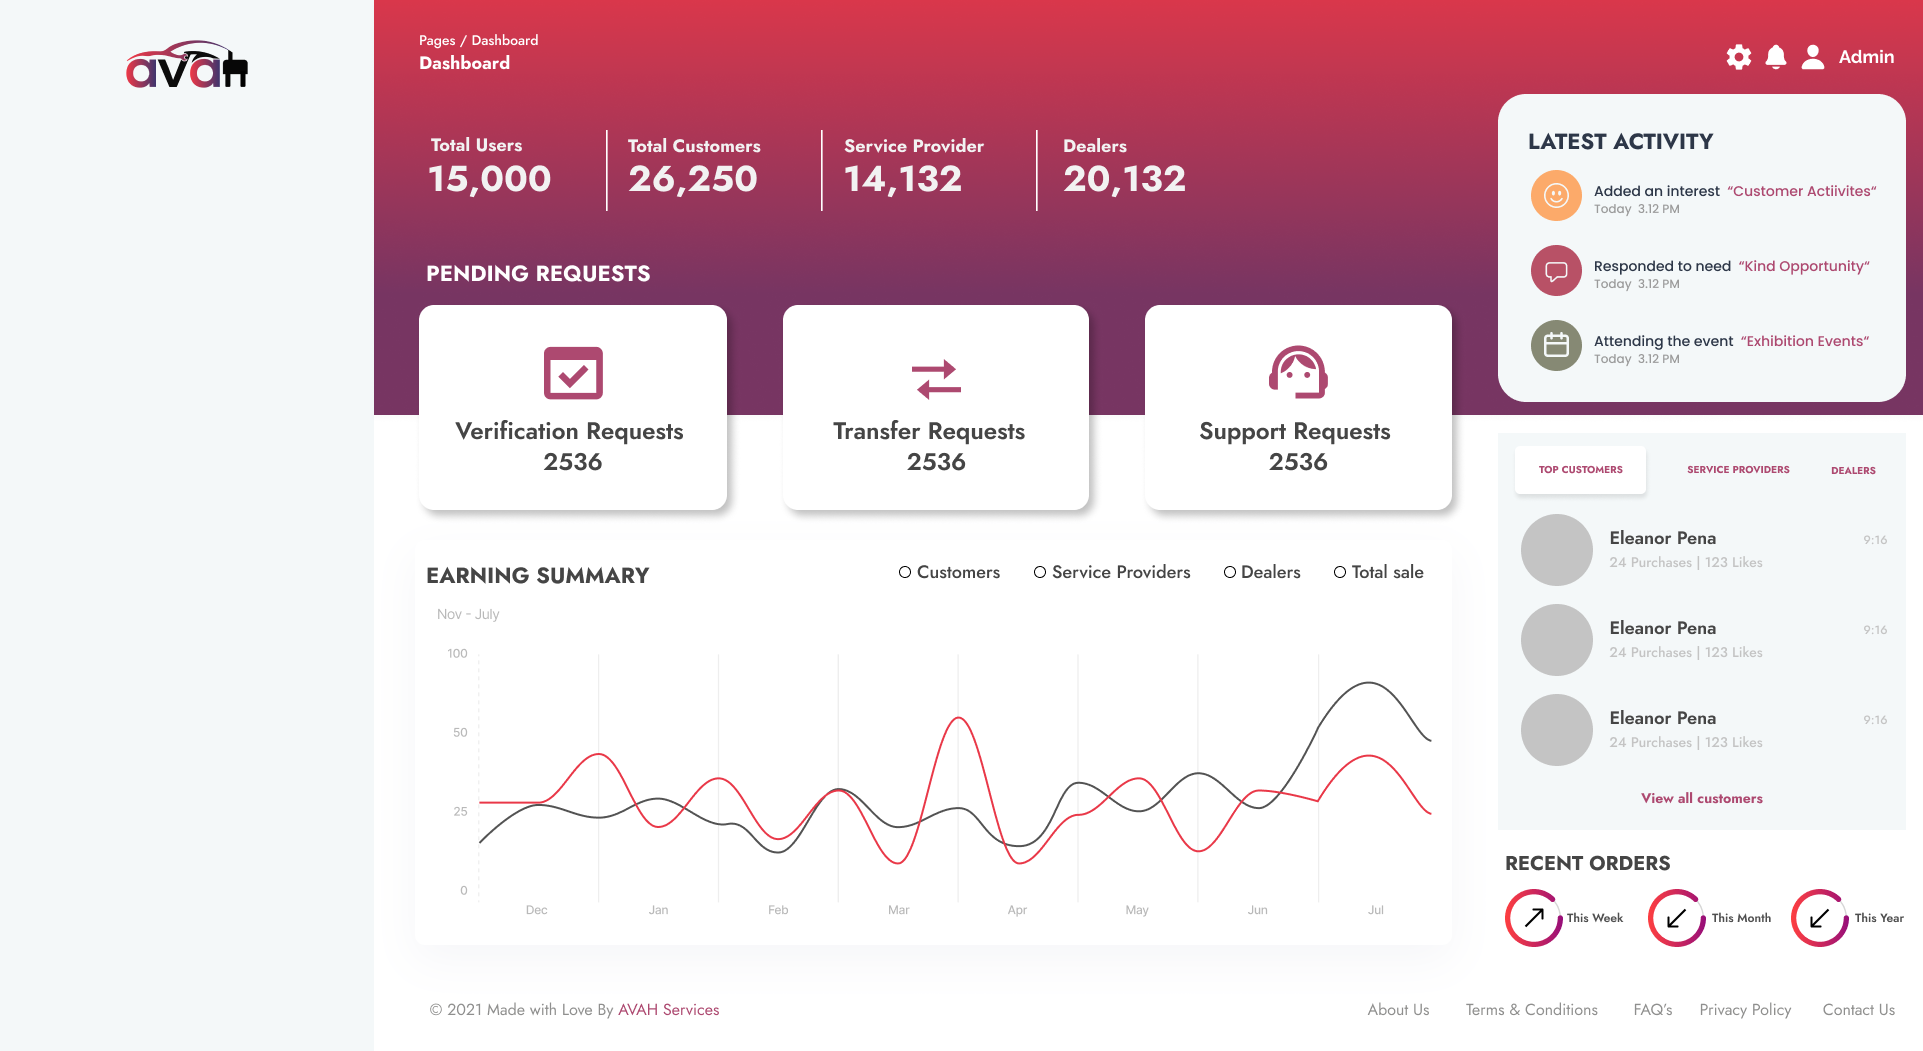 avah
Pages / Dashboard
Dashboard
Admin
Total Users
15,000
Total Customers
26,250
Service Provider
14,132
Dealers
20,132
PENDING REQUESTS
Verification Requests
2536
Transfer Requests
2536
Support Requests
2536
LATEST ACTIVITY
Added an interest “Customer Actiivites“
Today 3.12 PM
Responded to need “Kind Opportunity“
Today 3.12 PM
Attending the event “Exhibition Events“
Today 3.12 PM
TOP CUSTOMERS SERVICE PROVIDERS DEALERS
Eleanor Pena 9:16
24 Purchases | 123 Likes
Eleanor Pena 9:16
24 Purchases | 123 Likes
Eleanor Pena 9:16
24 Purchases | 123 Likes
View all customers
EARNING SUMMARY
Customers Service Providers Dealers Total sale
Nov - July
100
50
25
0
Dec Jan Feb Mar Apr May Jun Jul
RECENT ORDERS
This Week This Month This Year
© 2021 Made with Love By AVAH Services
About Us Terms & Conditions FAQ’s Privacy Policy Contact Us